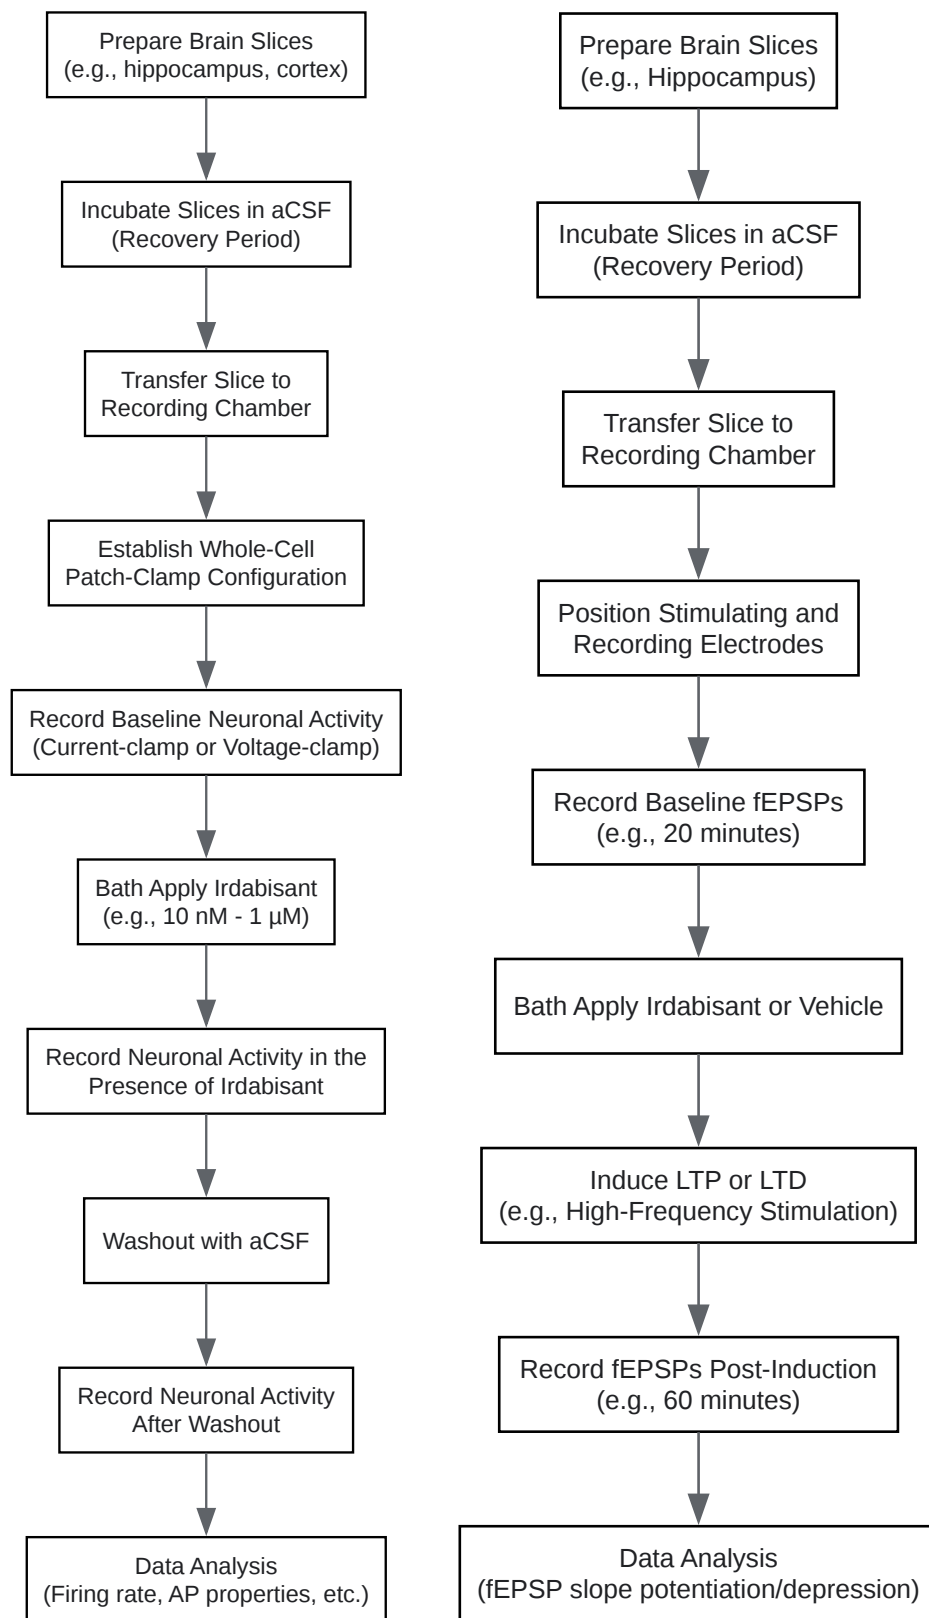 Prepare Brain Slices
(e.g., hippocampus, cortex)
Incubate Slices in aCSF
(Recovery Period)
Transfer Slice to
Recording Chamber
Establish Whole-Cell
Patch-Clamp Configuration
Record Baseline Neuronal Activity
(Current-clamp or Voltage-clamp)
Bath Apply Irdabisant
(e.g., 10 nM - 1 µM)
Record Neuronal Activity in the
Presence of Irdabisant
Washout with aCSF
Record Neuronal Activity
After Washout
Data Analysis
(Firing rate, AP properties, etc.)
Prepare Brain Slices
(e.g., Hippocampus)
Incubate Slices in aCSF
(Recovery Period)
Transfer Slice to
Recording Chamber
Position Stimulating and
Recording Electrodes
Record Baseline fEPSPs
(e.g., 20 minutes)
Bath Apply Irdabisant or Vehicle
Induce LTP or LTD
(e.g., High-Frequency Stimulation)
Record fEPSPs Post-Induction
(e.g., 60 minutes)
Data Analysis
(fEPSP slope potentiation/depression)